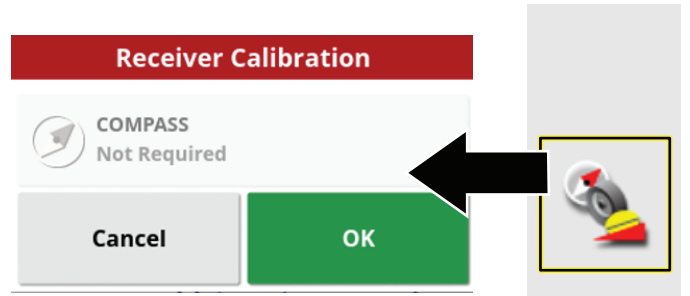 Receiver Calibration
COMPASS
Not Required
Cancel
OK